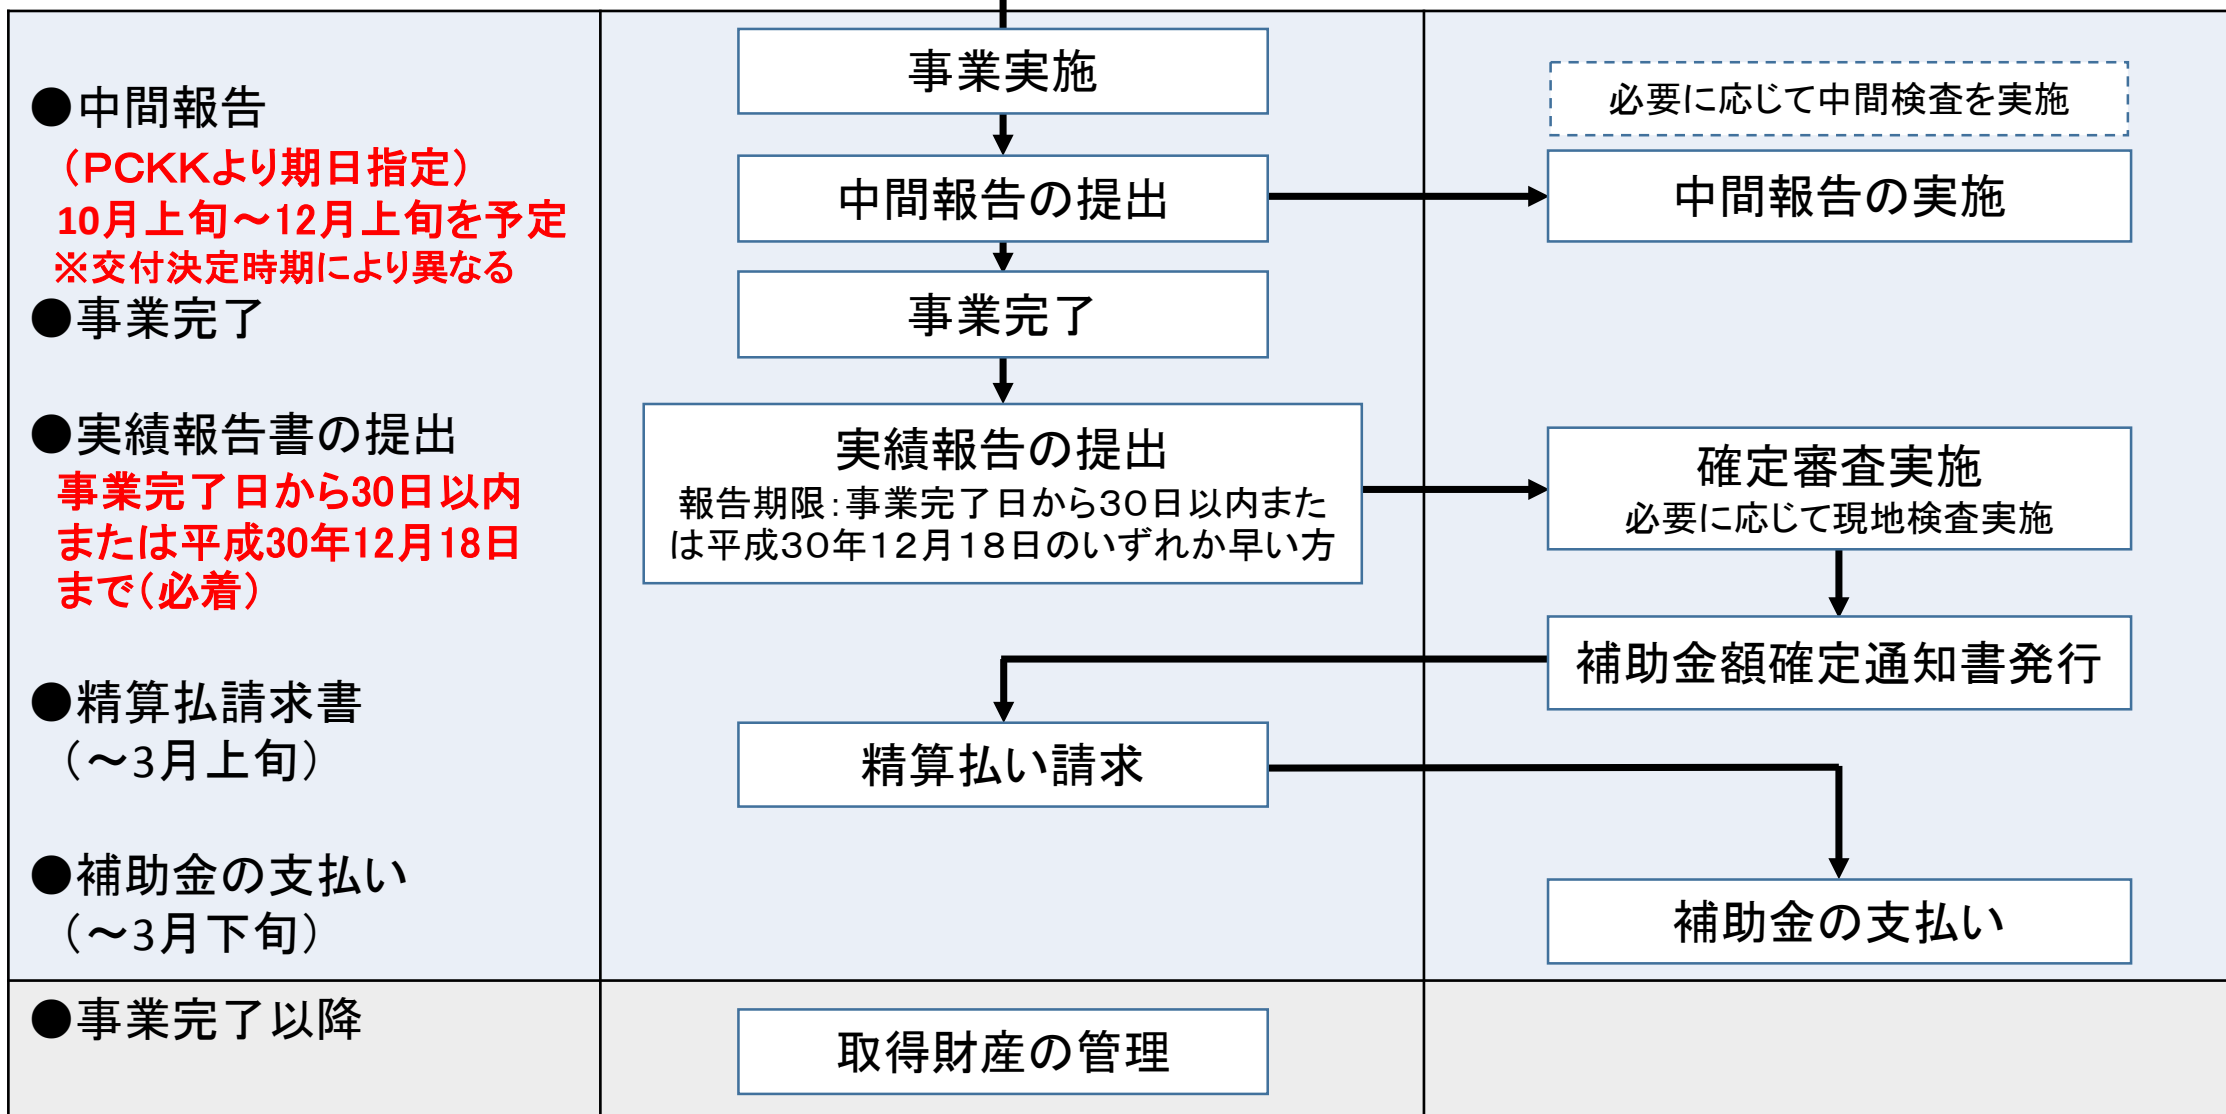 ●中間報告
（ＰＣＫＫより期日指定）
10月上旬～12月上旬を予定
※交付決定時期により異なる
●事業完了
●実績報告書の提出
事業完了日から30日以内
または平成30年12月18日
まで（必着）
●精算払請求書
（～3月上旬）
●補助金の支払い
（～3月下旬）
●事業完了以降
事業実施
中間報告の提出
事業完了
実績報告の提出
報告期限：事業完了日から３０日以内また
は平成３０年１２月１８日のいずれか早い方
精算払い請求
取得財産の管理
必要に応じて中間検査を実施
中間報告の実施
確定審査実施
必要に応じて現地検査実施
補助金額確定通知書発行
補助金の支払い